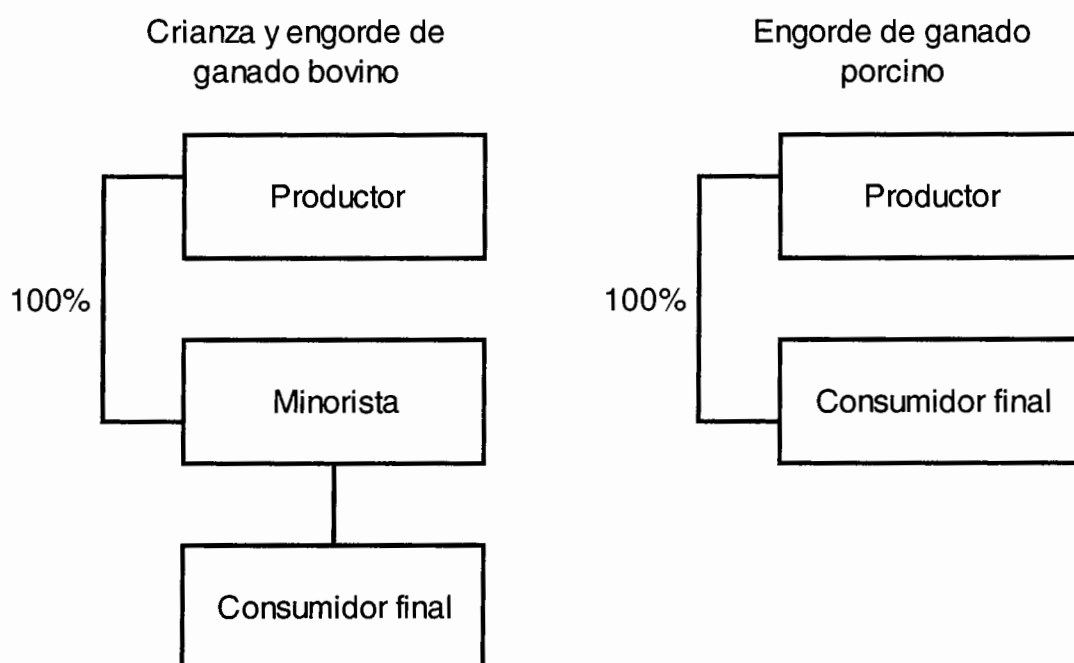 Crianza y engorde de
ganado bovino
Productor
100%
Minorista
Consumidor final
Engorde de ganado
porcino
Productor
100%
Consumidor final